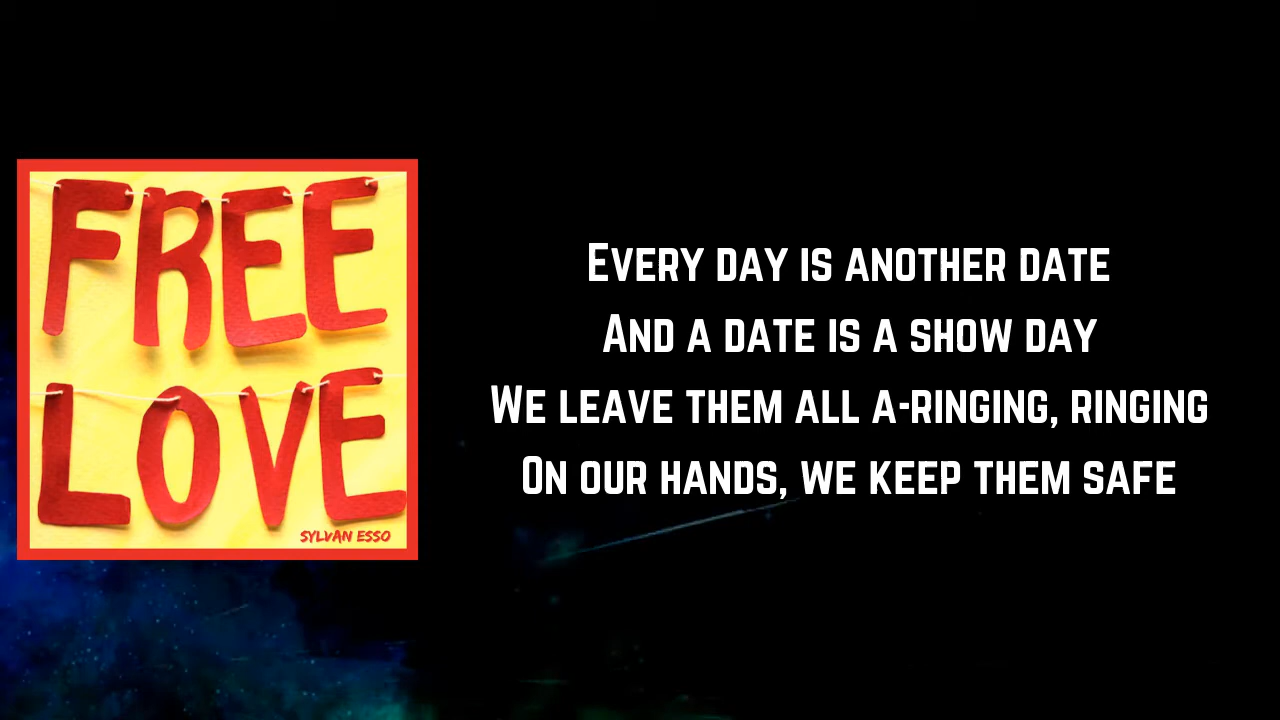 FREE
LOVE
SYLVAN ESSO
Every day is another date
And a date is a show day
We leave them all a-ringing, ringing
On our hands, we keep them safe